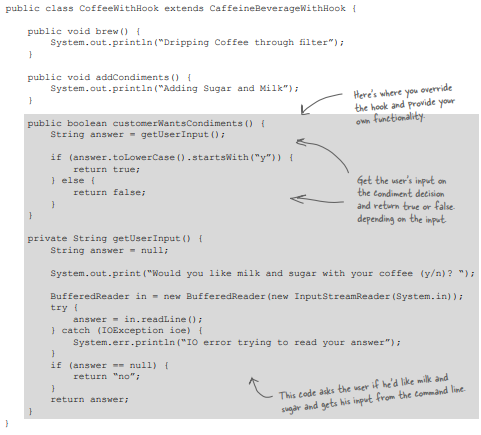 public class CoffeeWithHook extends CaffeineBeverageWithHook {
public void brew() {
System.out.println(“Dripping Coffee through filter”);
}
public void addCondiments() {
System.out.println(“Adding Sugar and Milk”);
}
public boolean customerWantsCondiments() {
String answer = getUserInput();
if (answer.toLowerCase().startsWith(“y”)) {
return true;
} else {
return false;
}
}
private String getUserInput() {
String answer = null;
System.out.print(“Would you like milk and sugar with your coffee (y/n)? “);
BufferedReader in = new BufferedReader(new InputStreamReader(System.in));
try {
answer = in.readLine();
} catch (IOException ioe) {
System.err.println(“IO error trying to read your answer”);
}
if (answer == null) {
return “no”;
}
return answer;
}
}
Here's where you override
the hook and provide your
own functionality.
Get the user's input on
the condiment decision
and return true or false
depending on the input.
This code asks the user if he'd like milk and
sugar and gets his input from the command line.